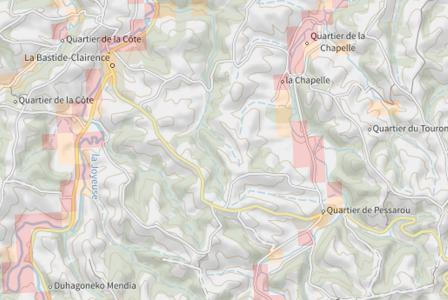 Quartier de la Côte
Quartier de la
Chapelle
La Bastide-Clairence
la Chapelle
Quartier de la Côte
Quartier du Touron
la Joyeuse
Quartier de Pessarou
Duhagoneko Mendia